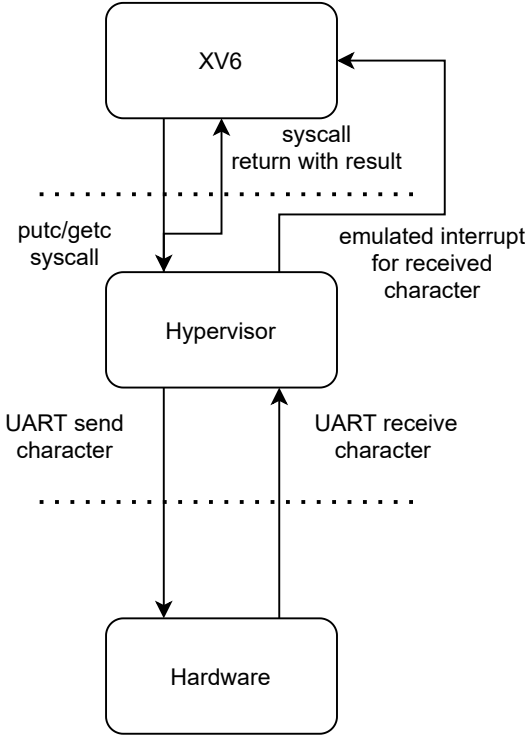 XV6
syscall
return with result
putc/getc
syscall
emulated interrupt
for received
character
Hypervisor
UART send
character
UART receive
character
Hardware